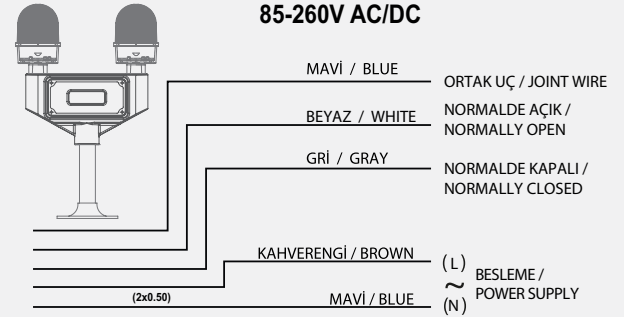 85-260V AC/DC
MAVİ / BLUE
ORTAK UÇ / JOINT WIRE
BEYAZ / WHITE
NORMALDE AÇIK /
NORMALLY OPEN
GRİ / GRAY
NORMALDE KAPALI /
NORMALLY CLOSED
KAHVERENGİ / BROWN
(L)
BESLEME /
~
POWER SUPPLY
(2x0.50)
MAVİ / BLUE
(N)